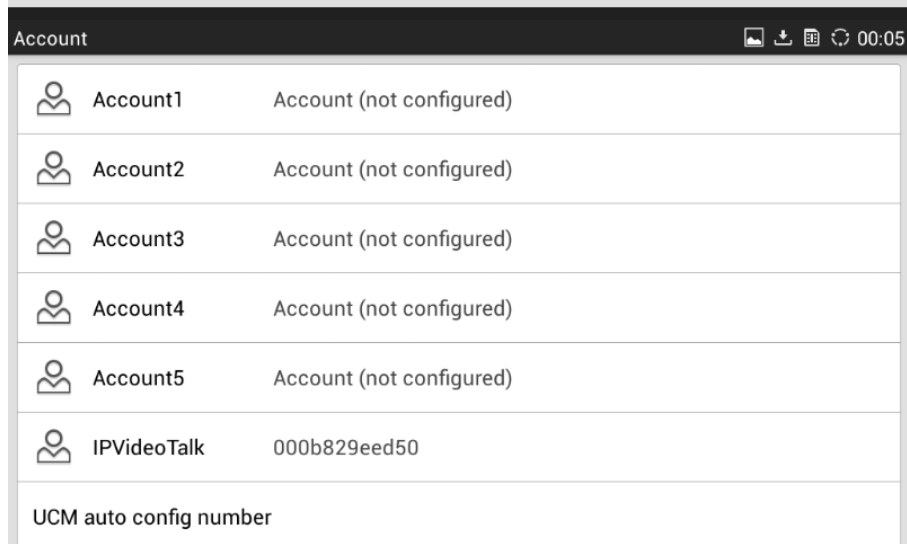 Account 00:05
Account1 Account (not configured)
Account2 Account (not configured)
Account3 Account (not configured)
Account4 Account (not configured)
Account5 Account (not configured)
IPVideoTalk 000b829eed50
UCM auto config number